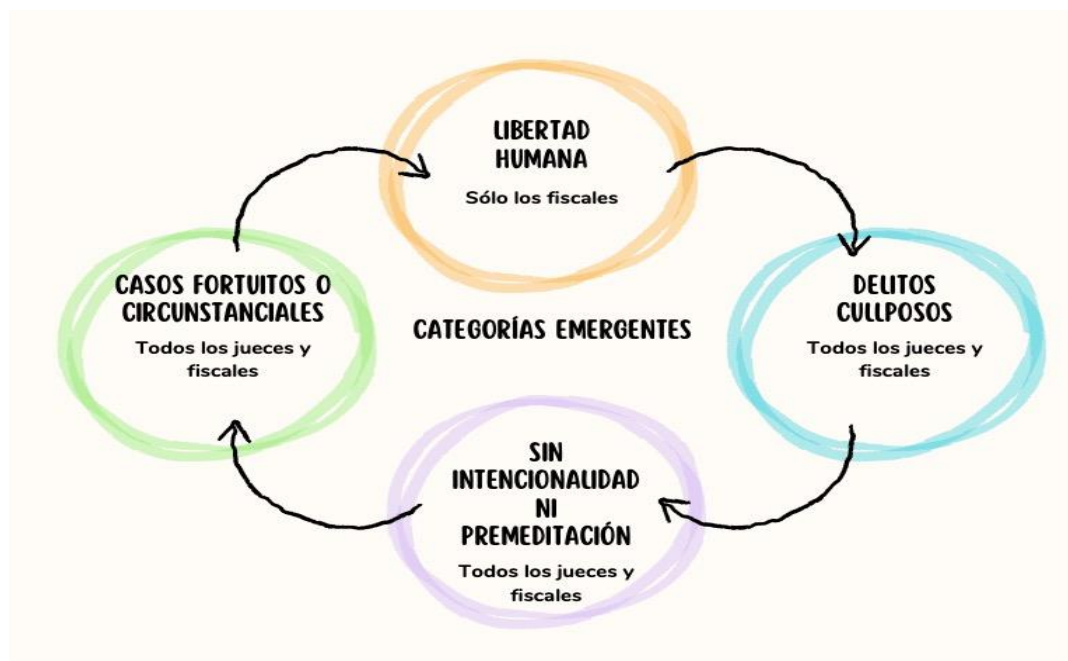 LIBERTAD
HUMANA
Sólo los fiscales
CASOS FORTUITOS O
CIRCUNSTANCIALES
Todos los jueces y
fiscales
CATEGORÍAS EMERGENTES
DELITOS
CULLPOSOS
Todos los jueces y
fiscales
SIN
INTENCIONALIDAD
NI
PREMEDITACIÓN
Todos los jueces y
fiscales